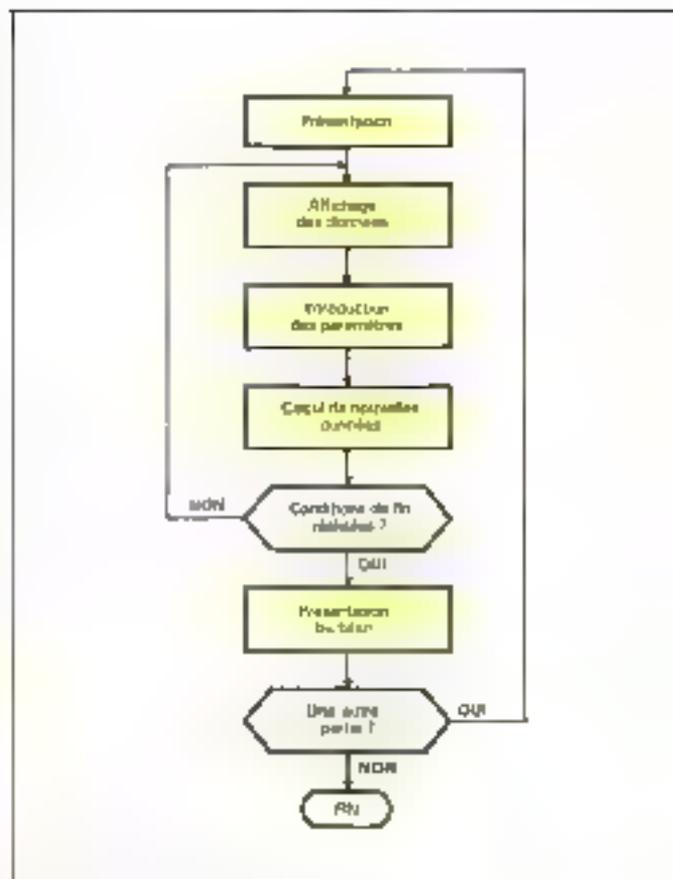 Présentation
Affichage
des données
Introduction
des paramètres
Calcul de nouvelles
données
NON
Conditions de fin
réalisées ?
OUI
Présentation
du bilan
Une autre
partie ?
OUI
NON
FIN